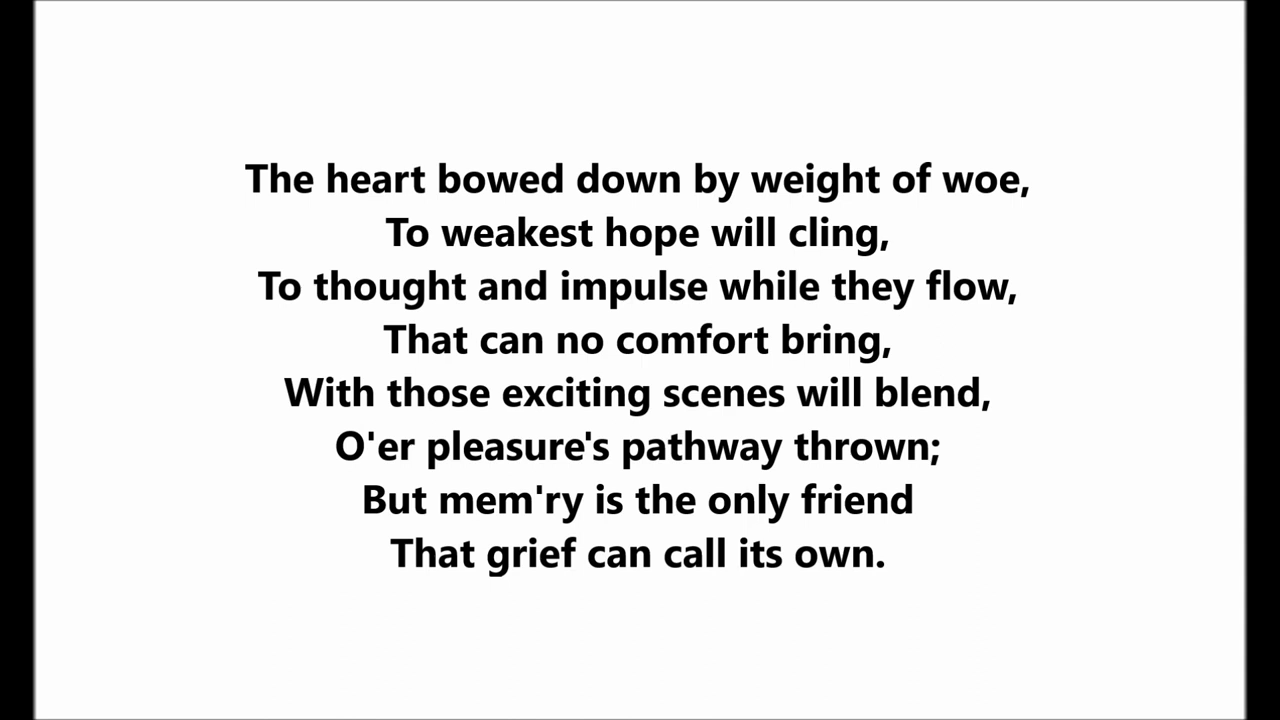 The heart bowed down by weight of woe,
To weakest hope will cling,
To thought and impulse while they flow,
That can no comfort bring,
With those exciting scenes will blend,
O'er pleasure's pathway thrown;
But mem'ry is the only friend
That grief can call its own.